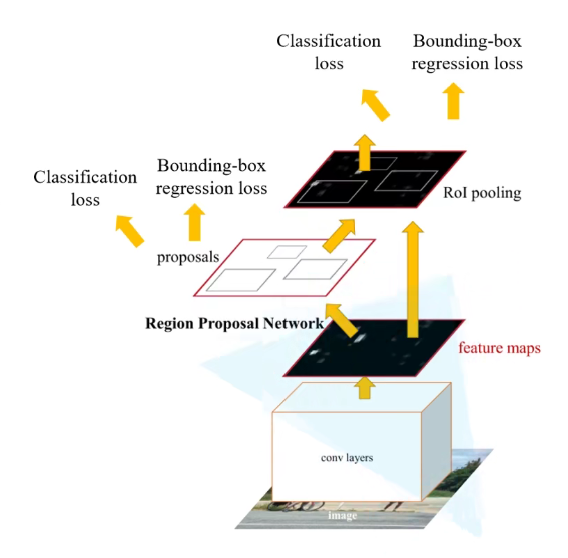 Classification
loss
Bounding-box
regression loss
Classification
loss
Bounding-box
regression loss
RoI pooling
proposals
Region Proposal Network
feature maps
conv layers
image